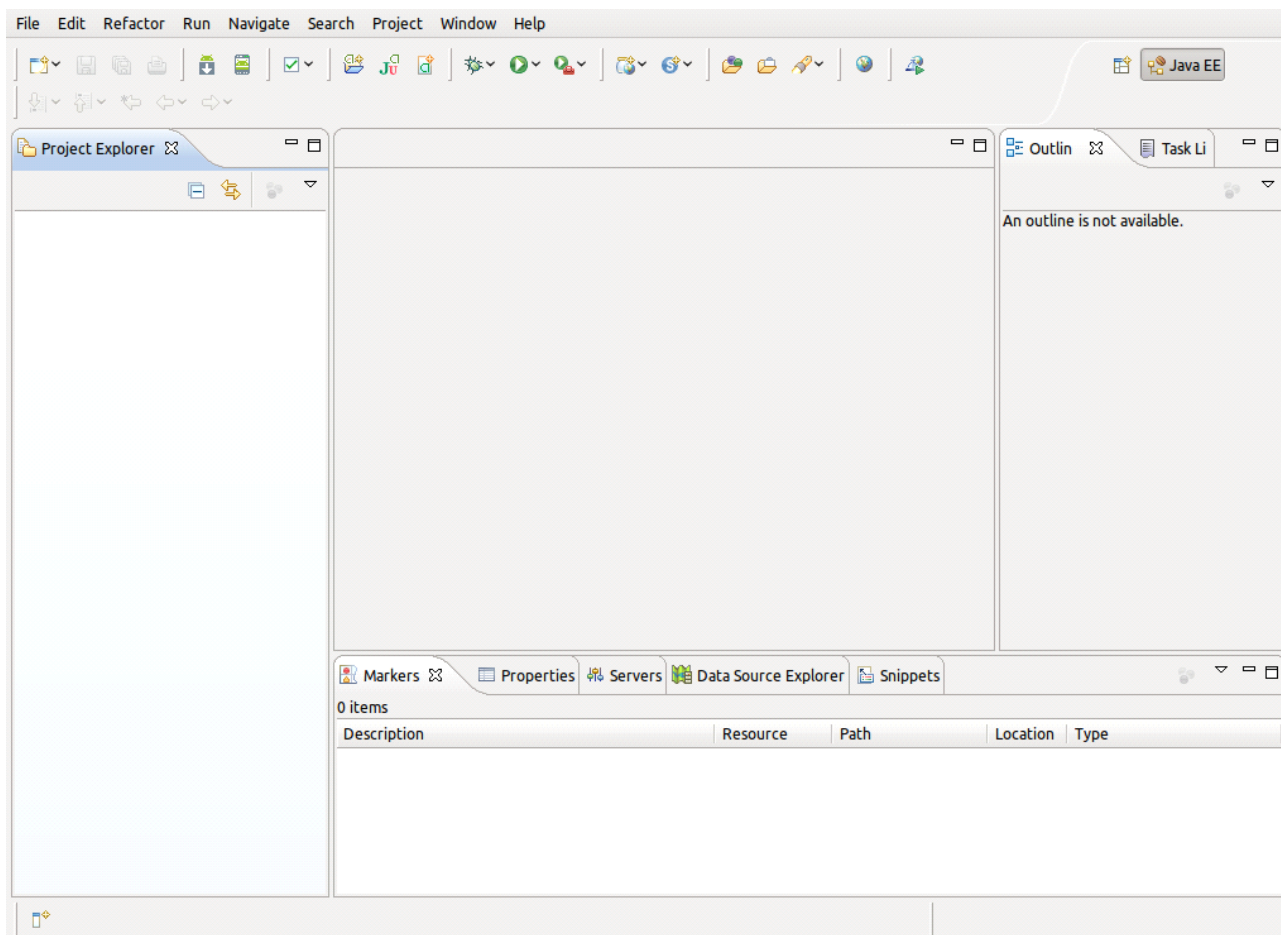 File Edit Refactor Run Navigate Search Project Window Help
Java EE
Project Explorer
Outlin Task Li
An outline is not available.
Markers Properties Servers Data Source Explorer Snippets
0 items
Description Resource Path Location Type